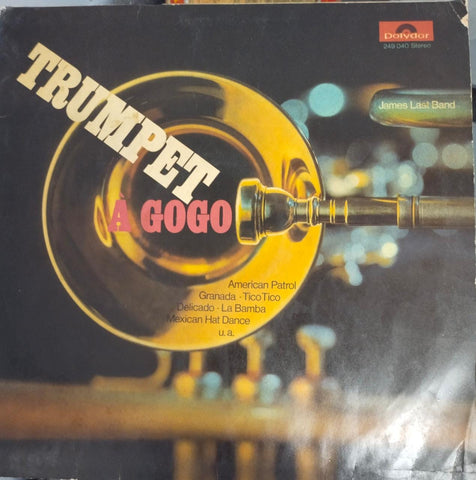 Polydor
249 040 Stereo
James Last Band
TRUMPET
A GOGO
American Patrol
Granada · Tico Tico
Delicado · La Bamba
Mexican Hat Dance
u. a.